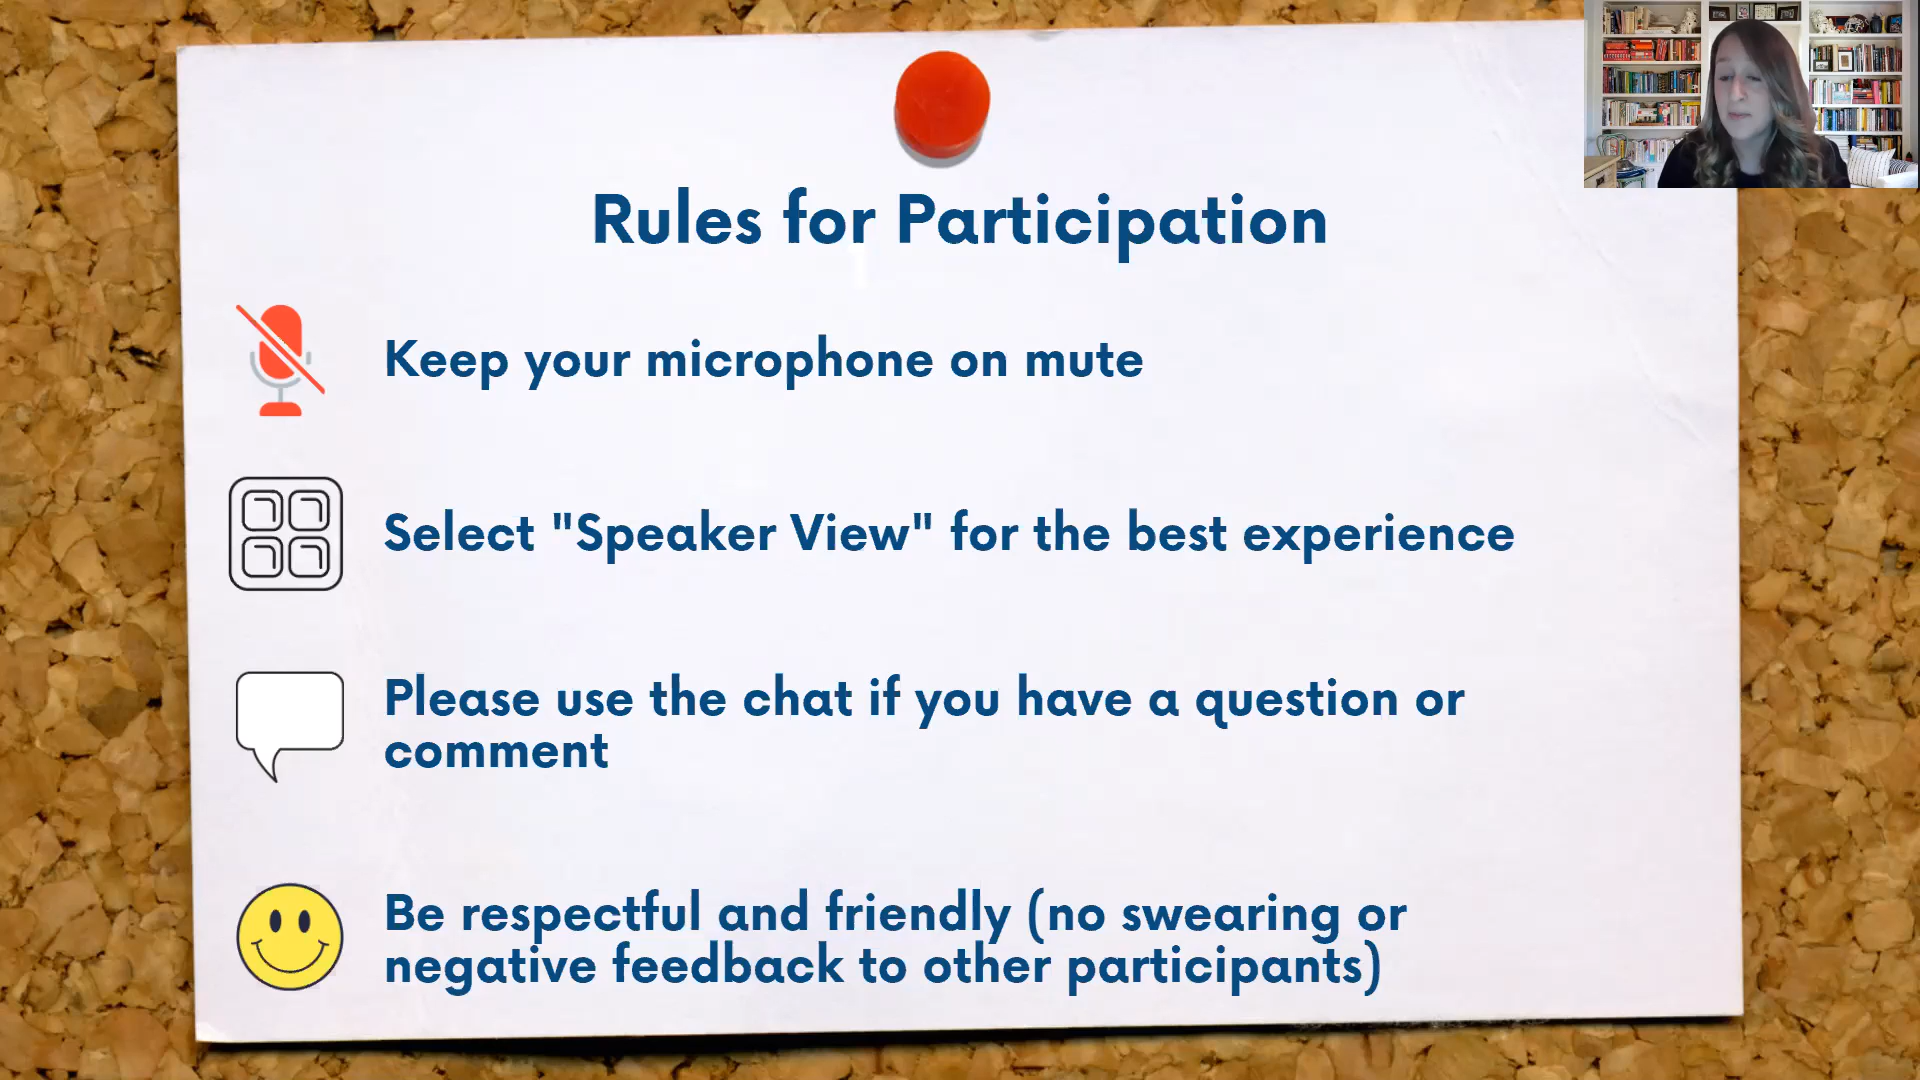 Rules for Participation
Keep your microphone on mute
Select "Speaker View" for the best experience
Please use the chat if you have a question or
comment
Be respectful and friendly (no swearing or
negative feedback to other participants)